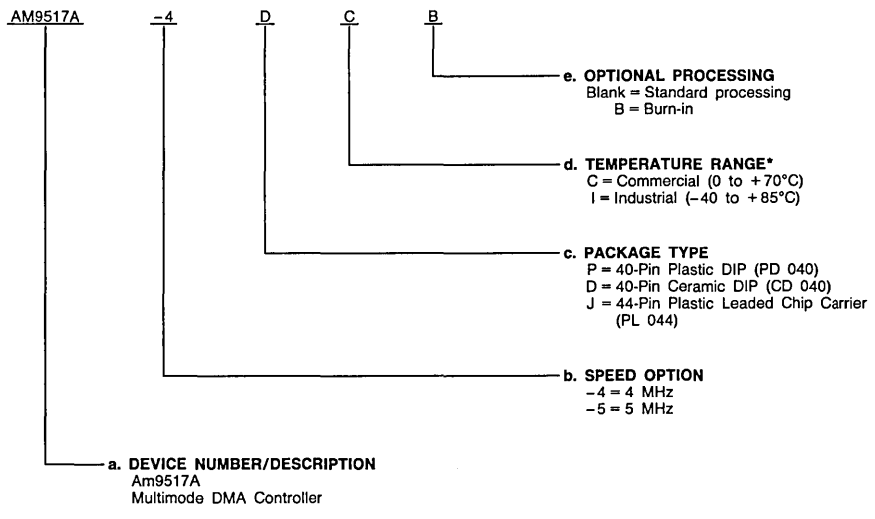 AM9517A -4 D C B
e. OPTIONAL PROCESSING
Blank = Standard processing
B = Burn-in
d. TEMPERATURE RANGE*
C = Commercial (0 to +70°C)
I = Industrial (-40 to +85°C)
c. PACKAGE TYPE
P = 40-Pin Plastic DIP (PD 040)
D = 40-Pin Ceramic DIP (CD 040)
J = 44-Pin Plastic Leaded Chip Carrier
(PL 044)
b. SPEED OPTION
-4 = 4 MHz
-5 = 5 MHz
a. DEVICE NUMBER/DESCRIPTION
Am9517A
Multimode DMA Controller